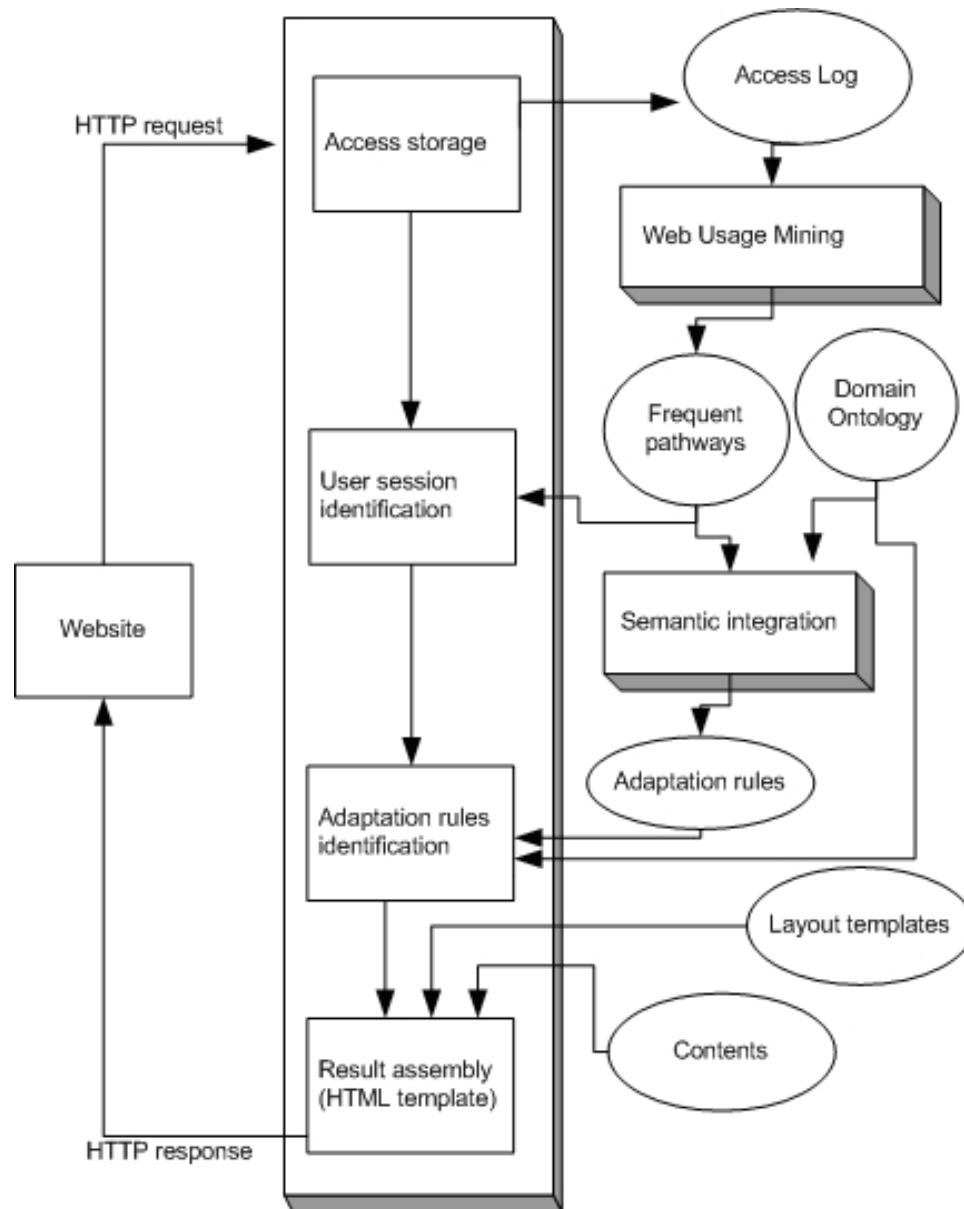 Access Log
HTTP request
Access storage
Web Usage Mining
Domain
Ontology
Frequent
pathways
User session
identification
Website
Semantic integration
Adaptation rules
Adaptation rules
identification
Layout templates
Contents
Result assembly
(HTML template)
HTTP response